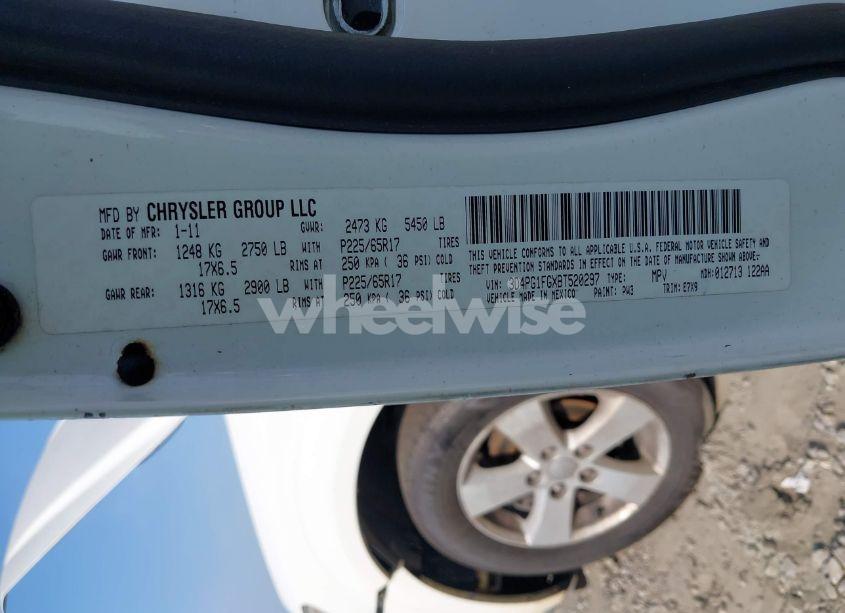 MFD BY CHRYSLER GROUP LLC
DATE OF MFR: 1-11 GVWR: 2473 KG 5450 LB
GAWR FRONT: 1248 KG 2750 LB WITH P225/65R17 TIRES
17X6.5 RIMS AT 250 KPA ( 36 PSI) COLD
GAWR REAR: 1316 KG 2900 LB WITH P225/65R17 TIRES
17X6.5 RIMS AT 250 KPA ( 36 PSI) COLD
THIS VEHICLE CONFORMS TO ALL APPLICABLE U.S.A. FEDERAL MOTOR VEHICLE SAFETY AND
THEFT PREVENTION STANDARDS IN EFFECT ON THE DATE OF MANUFACTURE SHOWN ABOVE.
VIN: 3D4PG1FGXBT520297 TYPE: MPV MDH: 012713 122AA
VEHICLE MADE IN MEXICO PAINT: PW3 TRIM: E7X9
wheelwise